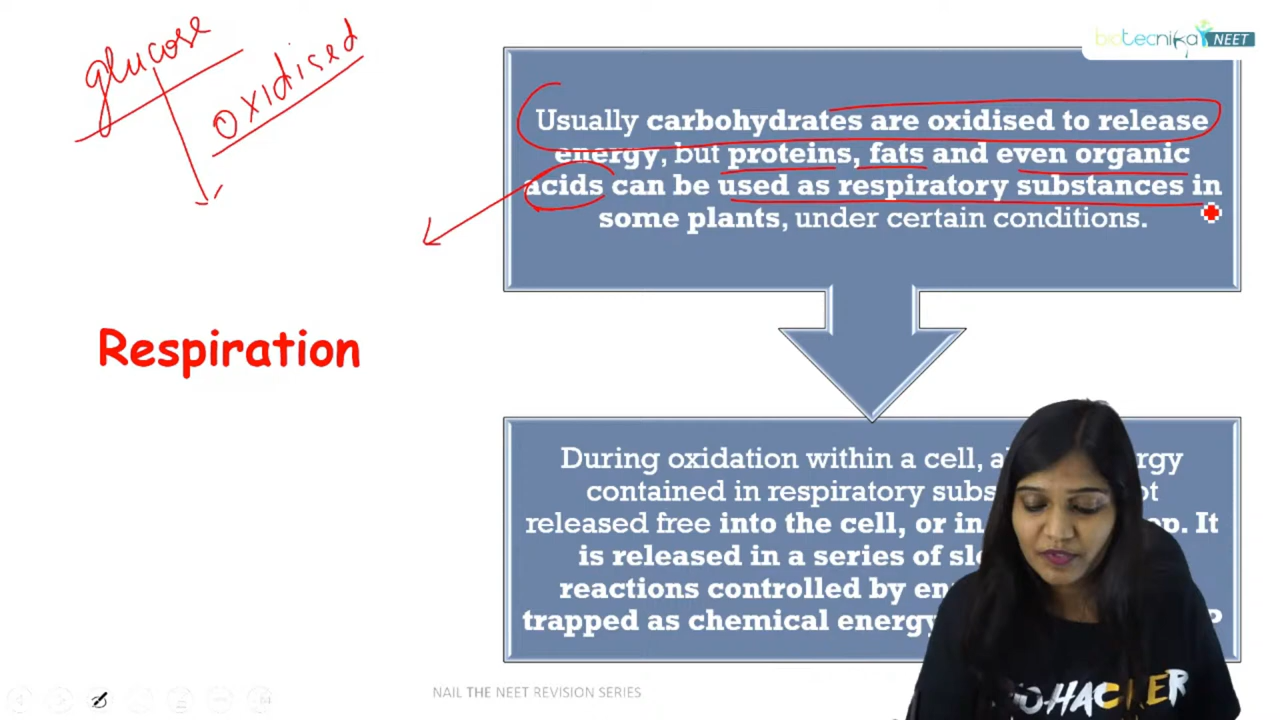 glucose
oxidised
biotecnika NEET
Usually carbohydrates are oxidised to release
energy, but proteins, fats and even organic
acids can be used as respiratory substances in
some plants, under certain conditions.
Respiration
During oxidation within a cell,
contained in respiratory
released free into the cell, or in It
is released in a series of
reactions controlled by
trapped as chemical energy
HACKER
NAIL THE NEET REVISION SERIES